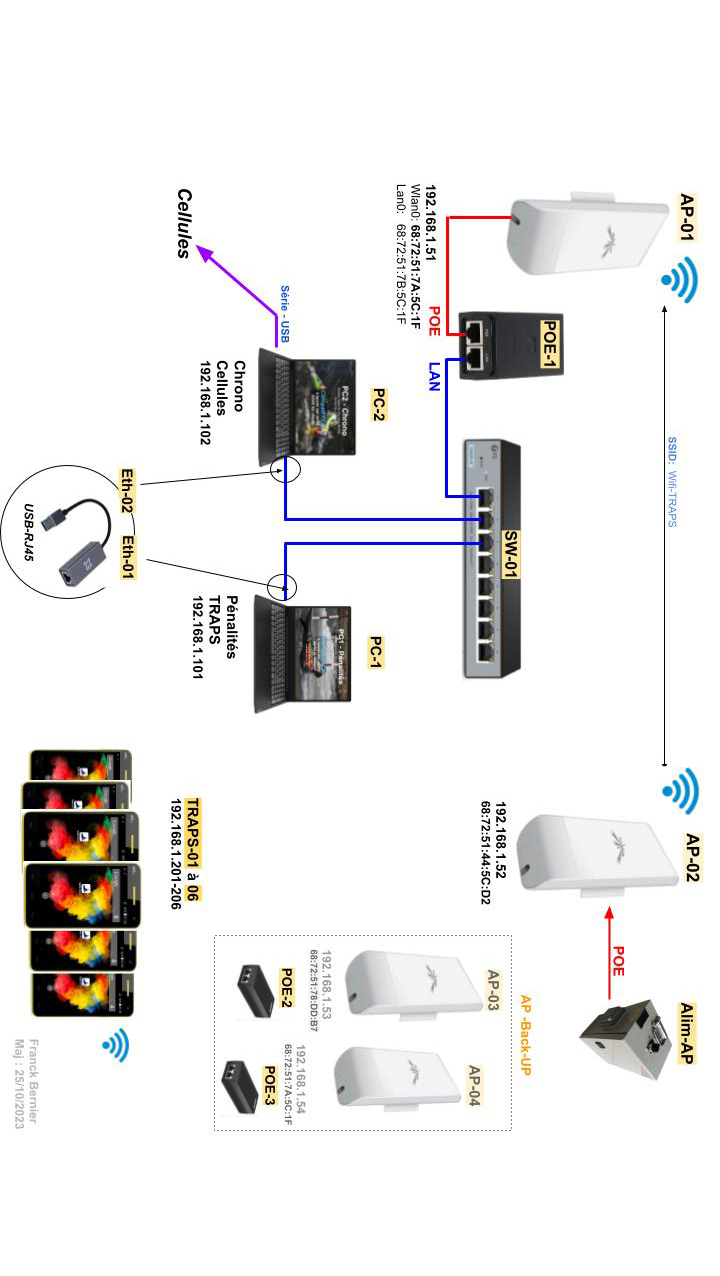 AP-01
AP-02
Alim-AP
SSID: Wifi-TRAPS
POE
POE-1
SW-01
AP -Back-UP
192.168.1.51
Wlan0: 68:72:51:7A:5C:1F
Lan0: 68:72:51:7B:5C:1F
POE
LAN
192.168.1.52
68:72:51:44:5C:D2
AP-03
AP-04
PC-2
PC-1
PC2 - Chrono
PC1 - Pénalités
192.168.1.53
68:72:51:78:DD:B7
192.168.1.54
68:72:51:7A:5C:1F
POE-2
POE-3
Série - USB
Cellules
Chrono
Cellules
192.168.1.102
Pénalités
TRAPS
192.168.1.101
TRAPS-01 à 06
192.168.1.201-206
Eth-02
Eth-01
USB-RJ45
Franck Bernier
Maj : 25/10/2023